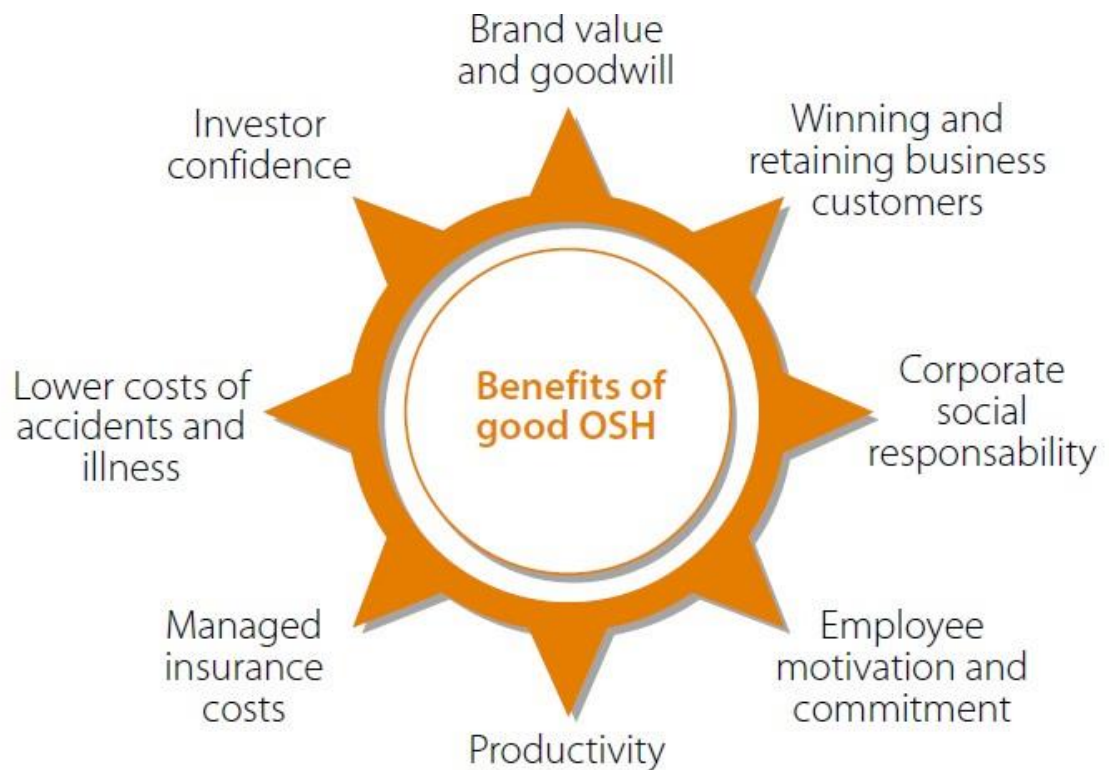 Brand value
and goodwill
Winning and
retaining business
customers
Corporate
social
responsability
Employee
motivation and
commitment
Productivity
Managed
insurance
costs
Lower costs of
accidents and
illness
Investor
confidence
Benefits of
good OSH